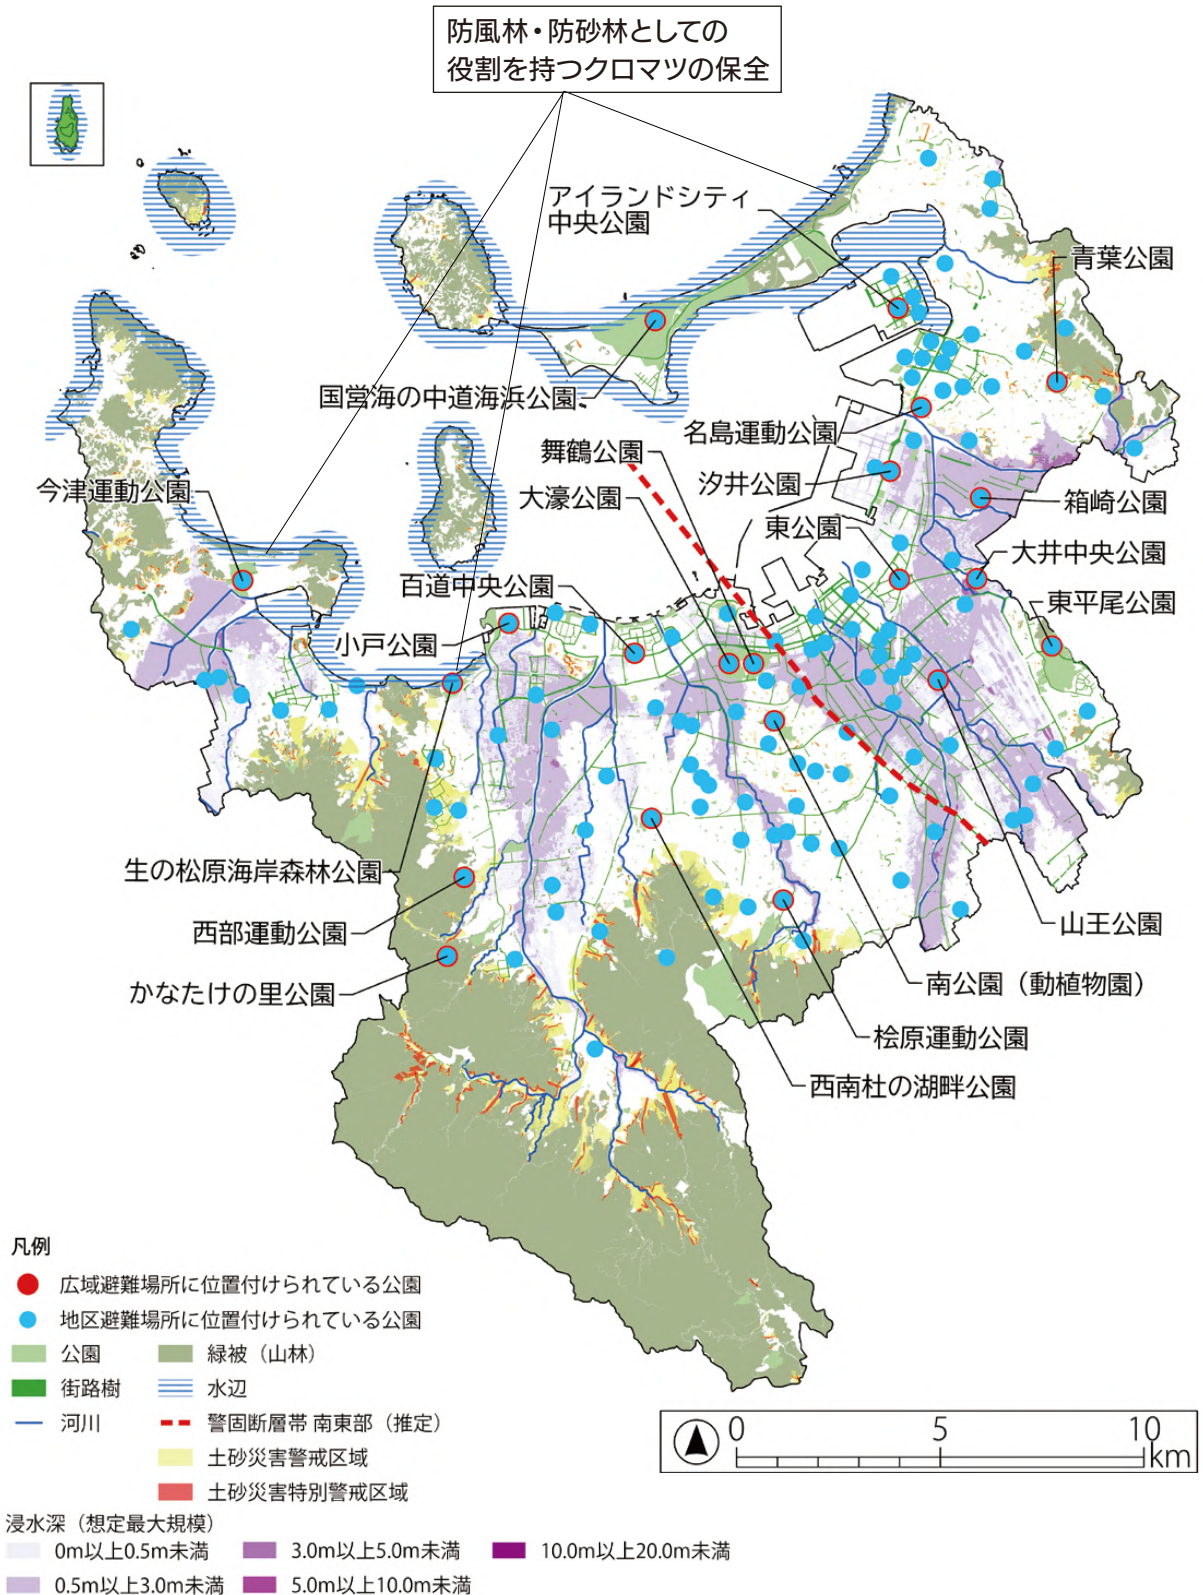 防風林・防砂林としての
役割を持つクロマツの保全
アイランドシティ
中央公園
青葉公園
国営海の中道海浜公園
名島運動公園
舞鶴公園
汐井公園
今津運動公園
大濠公園
箱崎公園
東公園
大井中央公園
百道中央公園
東平尾公園
小戸公園
生の松原海岸森林公園
西部運動公園
山王公園
かなたけの里公園
南公園（動植物園）
桧原運動公園
西南杜の湖畔公園
凡例
広域避難場所に位置付けられている公園
地区避難場所に位置付けられている公園
公園 緑被（山林）
街路樹 水辺
河川 警固断層帯 南東部（推定）
土砂災害警戒区域
土砂災害特別警戒区域
0 5 10
km
浸水深（想定最大規模）
0m以上0.5m未満 3.0m以上5.0m未満 10.0m以上20.0m未満
0.5m以上3.0m未満 5.0m以上10.0m未満